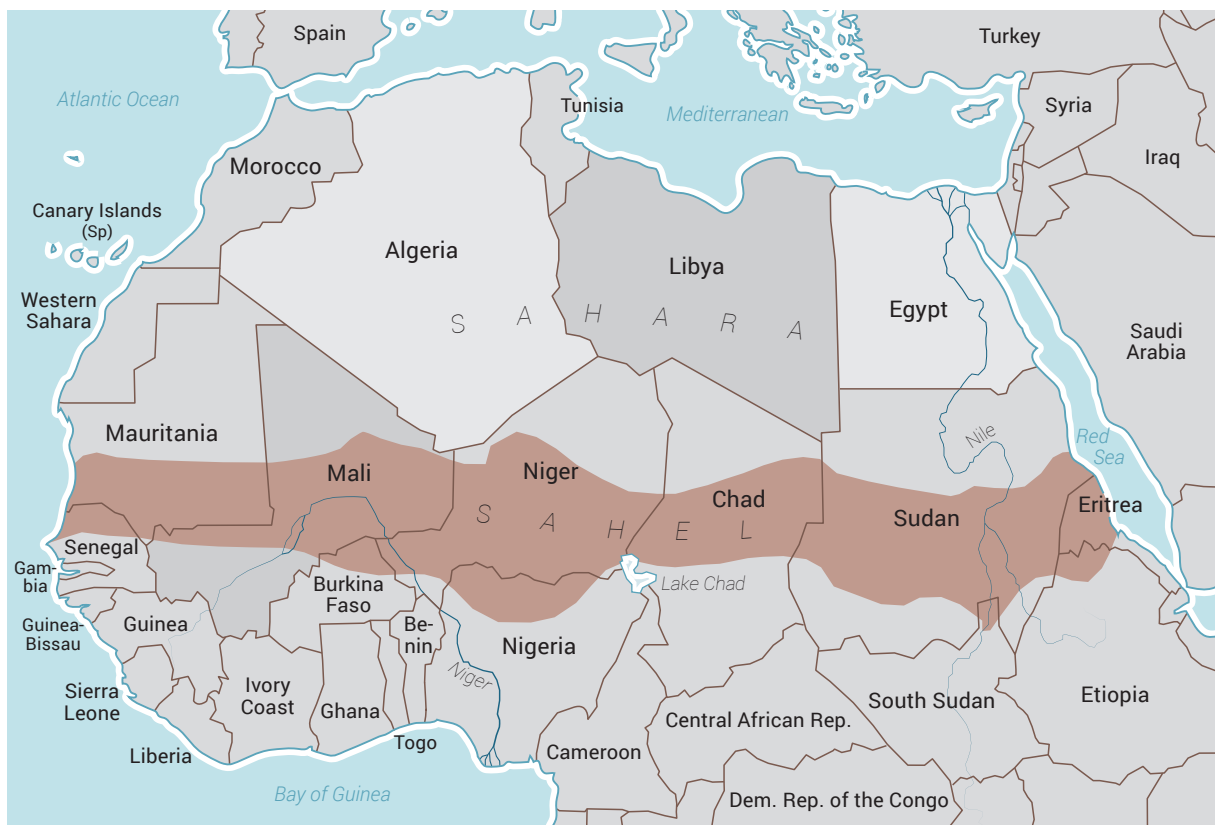 Spain
Turkey
Atlantic Ocean
Tunisia
Mediterranean
Syria
Iraq
Morocco
Canary Islands
(Sp)
Algeria
Libya
Western
Sahara
Egypt
SAHARA
Saudi
Arabia
Mauritania
Nile
Red
Sea
Mali
Niger
Chad
Sudan
Eritrea
SAHEL
Senegal
Gam-
bia
Burkina
Faso
Lake Chad
Guinea-
Bissau
Guinea
Be-
nin
Nigeria
Niger
Sierra
Leone
Ivory
Coast
Ghana
South Sudan
Etiopia
Central African Rep.
Liberia
Togo
Cameroon
Bay of Guinea
Dem. Rep. of the Congo